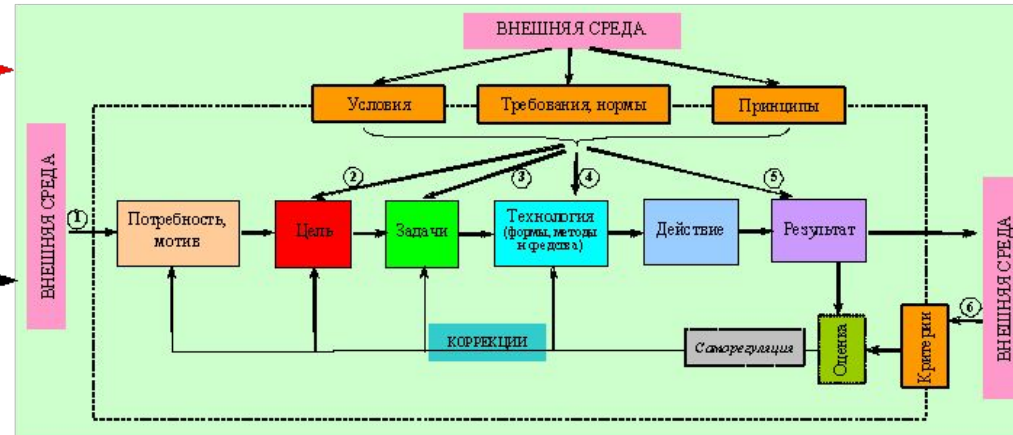 ВНЕШНЯЯ СРЕДА
Условия
Требования, нормы
Принципы
ВНЕШНЯЯ СРЕДА
1
2
3
4
5
Потребность,
мотив
Цель
Задачи
Технология
(формы, методы
и средства)
Действие
Результат
ВНЕШНЯЯ СРЕДА
6
КОРРЕКЦИИ
Саморегуляция
Оценка
Критерии